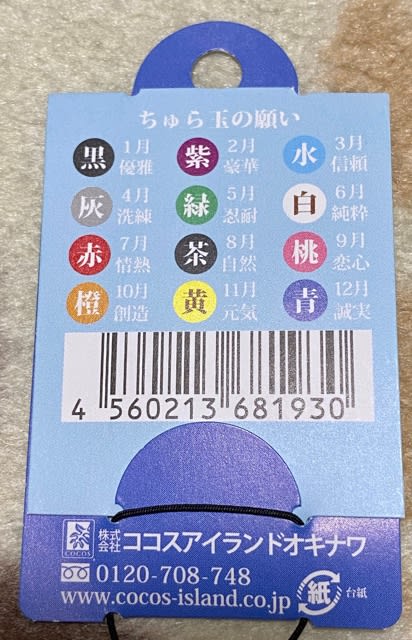 ちゅら玉の願い
黒 1月 優雅 紫 2月 豪華 水 3月 信頼
灰 4月 洗練 緑 5月 忍耐 白 6月 純粋
赤 7月 情熱 茶 8月 自然 桃 9月 恋心
橙 10月 創造 黄 11月 元気 青 12月 誠実
4 560213 681930
COCOS 株式会社 ココスアイランドオキナワ
0120-708-748
www.cocos-island.co.jp 紙 台紙